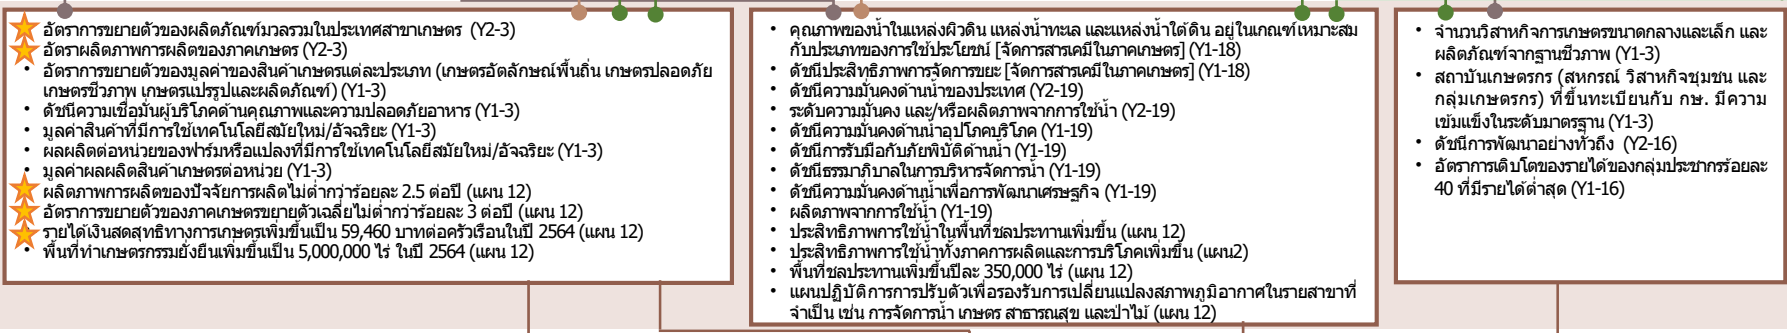 อัตราการขยายตัวของผลิตภัณฑ์มวลรวมในประเทศสาขาเกษตร (Y2-3)
อัตราผลิตภาพการผลิตของภาคเกษตร (Y2-3)
• อัตราการขยายตัวของมูลค่าของสินค้าเกษตรแต่ละประเภท (เกษตรอัตลักษณ์พื้นถิ่น เกษตรปลอดภัย
เกษตรชีวภาพ เกษตรแปรรูปและผลิตภัณฑ์) (Y1-3)
• ดัชนีความเชื่อมั่นผู้บริโภคด้านคุณภาพและความปลอดภัยอาหาร (Y1-3)
• มูลค่าสินค้าที่มีการใช้เทคโนโลยีสมัยใหม่/อัจฉริยะ (Y1-3)
• ผลผลิตต่อหน่วยของฟาร์มหรือแปลงที่มีการใช้เทคโนโลยีสมัยใหม่/อัจฉริยะ (Y1-3)
• มูลค่าผลผลิตสินค้าเกษตรต่อหน่วย (Y1-3)
ผลิตภาพการผลิตของปัจจัยการผลิตไม่ต่ำกว่าร้อยละ 2.5 ต่อปี (แผน 12)
อัตราการขยายตัวของภาคเกษตรขยายตัวเฉลี่ยไม่ต่ำกว่าร้อยละ 3 ต่อปี (แผน 12)
รายได้เงินสดสุทธิทางการเกษตรเพิ่มขึ้นเป็น 59,460 บาทต่อครัวเรือนในปี 2564 (แผน 12)
• พื้นที่ทำเกษตรกรรมยั่งยืนเพิ่มขึ้นเป็น 5,000,000 ไร่ ในปี 2564 (แผน 12)
• คุณภาพของน้ำในแหล่งผิวดิน แหล่งน้ำทะเล และแหล่งน้ำใต้ดิน อยู่ในเกณฑ์เหมาะสม
กับประเภทของการใช้ประโยชน์ [จัดการสารเคมีในภาคเกษตร] (Y1-18)
• ดัชนีประสิทธิภาพการจัดการขยะ [จัดการสารเคมีในภาคเกษตร] (Y1-18)
• ดัชนีความมั่นคงด้านน้ำของประเทศ (Y2-19)
• ระดับความมั่นคง และ/หรือผลิตภาพจากการใช้น้ำ (Y2-19)
• ดัชนีความมั่นคงด้านน้ำอุปโภคบริโภค (Y1-19)
• ดัชนีการรับมือกับภัยพิบัติด้านน้ำ (Y1-19)
• ดัชนีธรรมาภิบาลในการบริหารจัดการน้ำ (Y1-19)
• ดัชนีความมั่นคงด้านน้ำเพื่อการพัฒนาเศรษฐกิจ (Y1-19)
• ผลิตภาพจากการใช้น้ำ (Y1-19)
• ประสิทธิภาพการใช้น้ำในพื้นที่ชลประทานเพิ่มขึ้น (แผน 12)
• ประสิทธิภาพการใช้น้ำทั้งภาคการผลิตและการบริโภคเพิ่มขึ้น (แผน2)
• พื้นที่ชลประทานเพิ่มขึ้นปีละ 350,000 ไร่ (แผน 12)
• แผนปฏิบัติการการปรับตัวเพื่อรองรับการเปลี่ยนแปลงสภาพภูมิอากาศในรายสาขาที่
จำเป็น เช่น การจัดการน้ำ เกษตร สาธารณสุข และป่าไม้ (แผน 12)
• จำนวนวิสาหกิจการเกษตรขนาดกลางและเล็ก และ
ผลิตภัณฑ์จากฐานชีวภาพ (Y1-3)
• สถาบันเกษตรกร (สหกรณ์ วิสาหกิจชุมชน และ
กลุ่มเกษตรกร) ที่ขึ้นทะเบียนกับ กษ. มีความ
เข้มแข็งในระดับมาตรฐาน (Y1-3)
• ดัชนีการพัฒนาอย่างทั่วถึง (Y2-16)
• อัตราการเติบโตของรายได้ของกลุ่มประชากรร้อยละ
40 ที่มีรายได้ต่ำสุด (Y1-16)